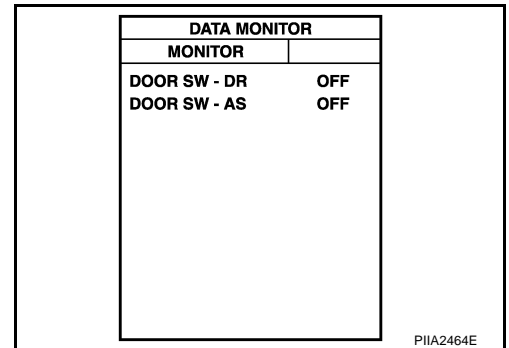 DATA MONITOR
MONITOR
DOOR SW - DR OFF
DOOR SW - AS OFF
PIIA2464E